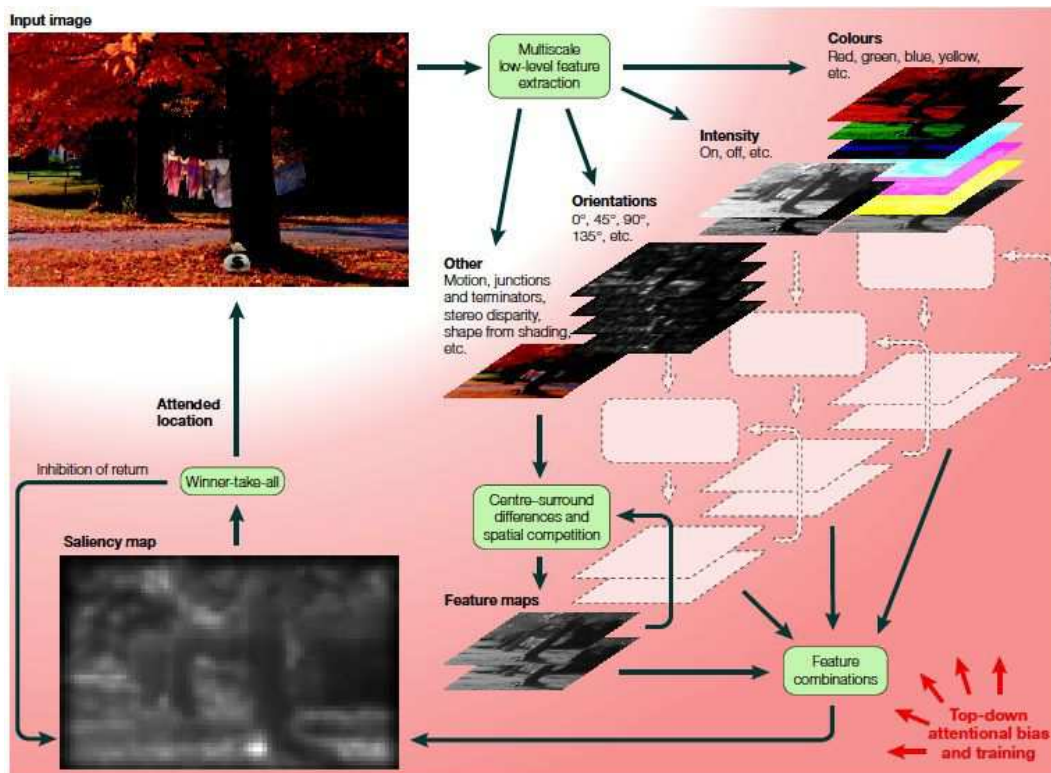 Input image
Multiscale
low-level feature
extraction
Colours
Red, green, blue, yellow,
etc.
Intensity
On, off, etc.
Orientations
0°, 45°, 90°,
135°, etc.
Other
Motion, junctions
and terminators,
stereo disparity,
shape from shading,
etc.
Attended
location
Inhibition of return
Winner-take-all
Centre–surround
differences and
spatial competition
Saliency map
Feature maps
Feature
combinations
Top-down
attentional bias
and training